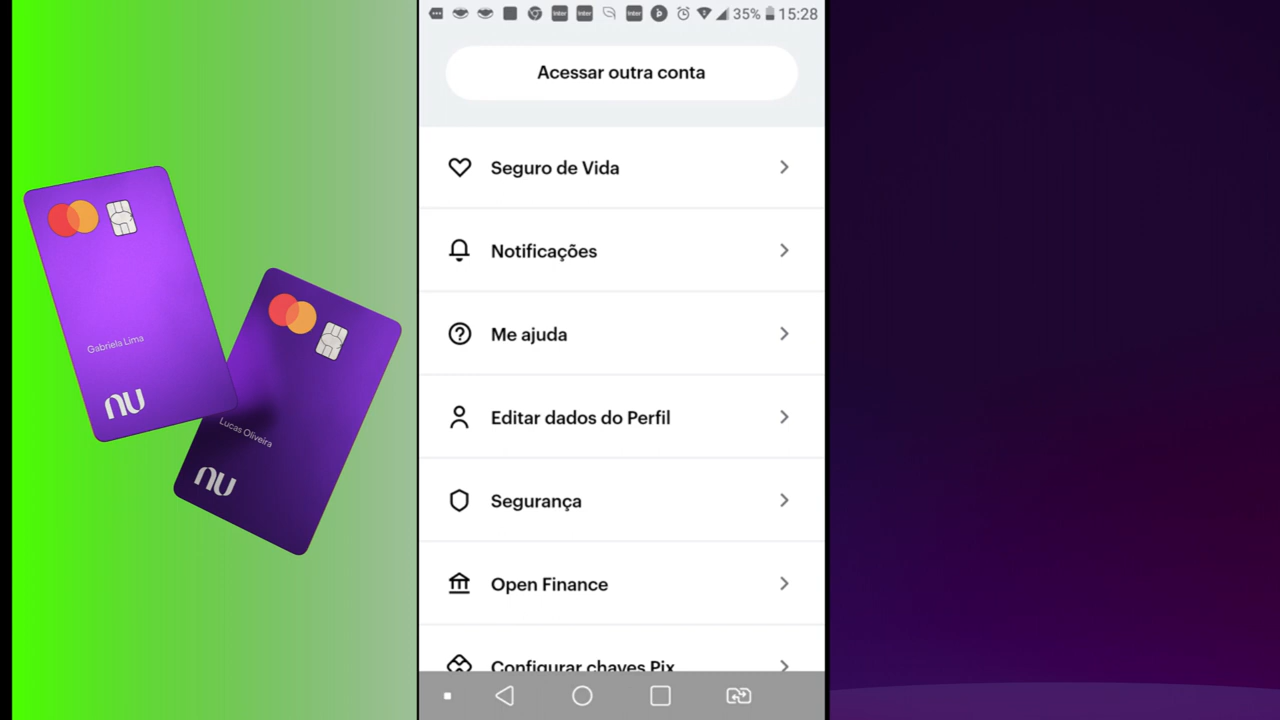 35% 15:28
Acessar outra conta
Seguro de Vida
Notificações
Me ajuda
Editar dados do Perfil
Segurança
Open Finance
Configurar chaves Pix
Gabriela Lima
nu
Lucas Oliveira
nu